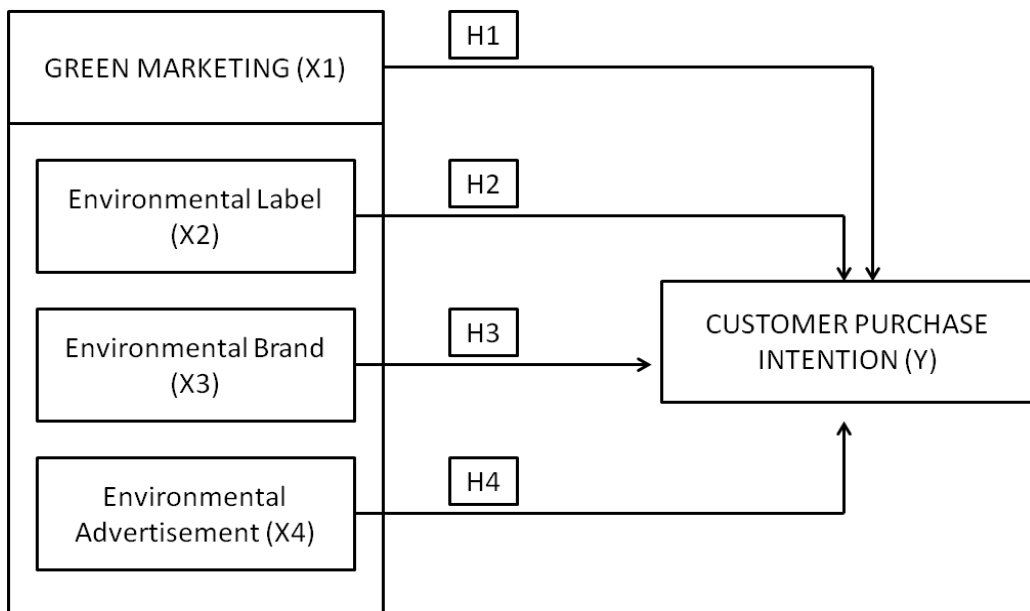 GREEN MARKETING (X1)
H1
Environmental Label
(X2)
H2
Environmental Brand
(X3)
H3
Environmental
Advertisement (X4)
H4
CUSTOMER PURCHASE
INTENTION (Y)